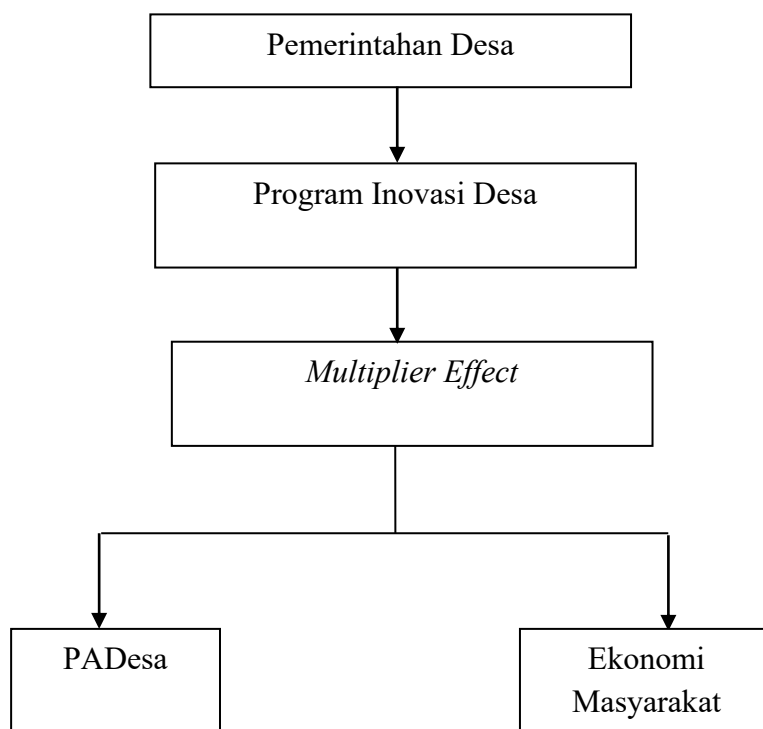 Pemerintahan Desa
Program Inovasi Desa
Multiplier Effect
PADesa
Ekonomi
Masyarakat